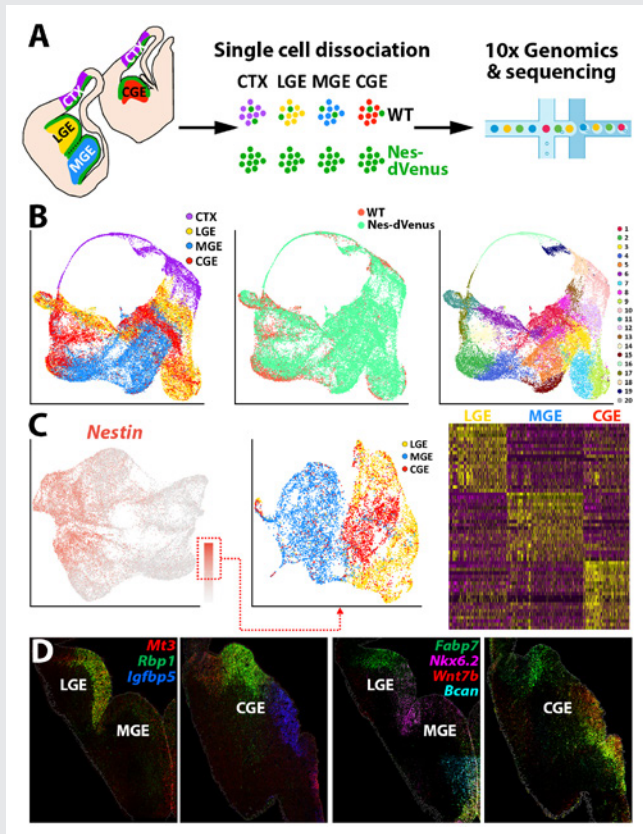 A
CTX
CTX
CGE
LGE
MGE
Single cell dissociation
CTX LGE MGE CGE
WT
Nes-
dVenus
10x Genomics
& sequencing
B
CTX
LGE
MGE
CGE
WT
Nes-dVenus
1
2
3
4
5
6
7
8
9
10
11
12
13
14
15
16
17
18
19
20
C
Nestin
LGE
MGE
CGE
LGE MGE CGE
D
Mt3
Rbp1
Igfbp5
LGE
MGE
CGE
Fabp7
Nkx6.2
Wnt7b
Bcan
LGE
MGE
CGE